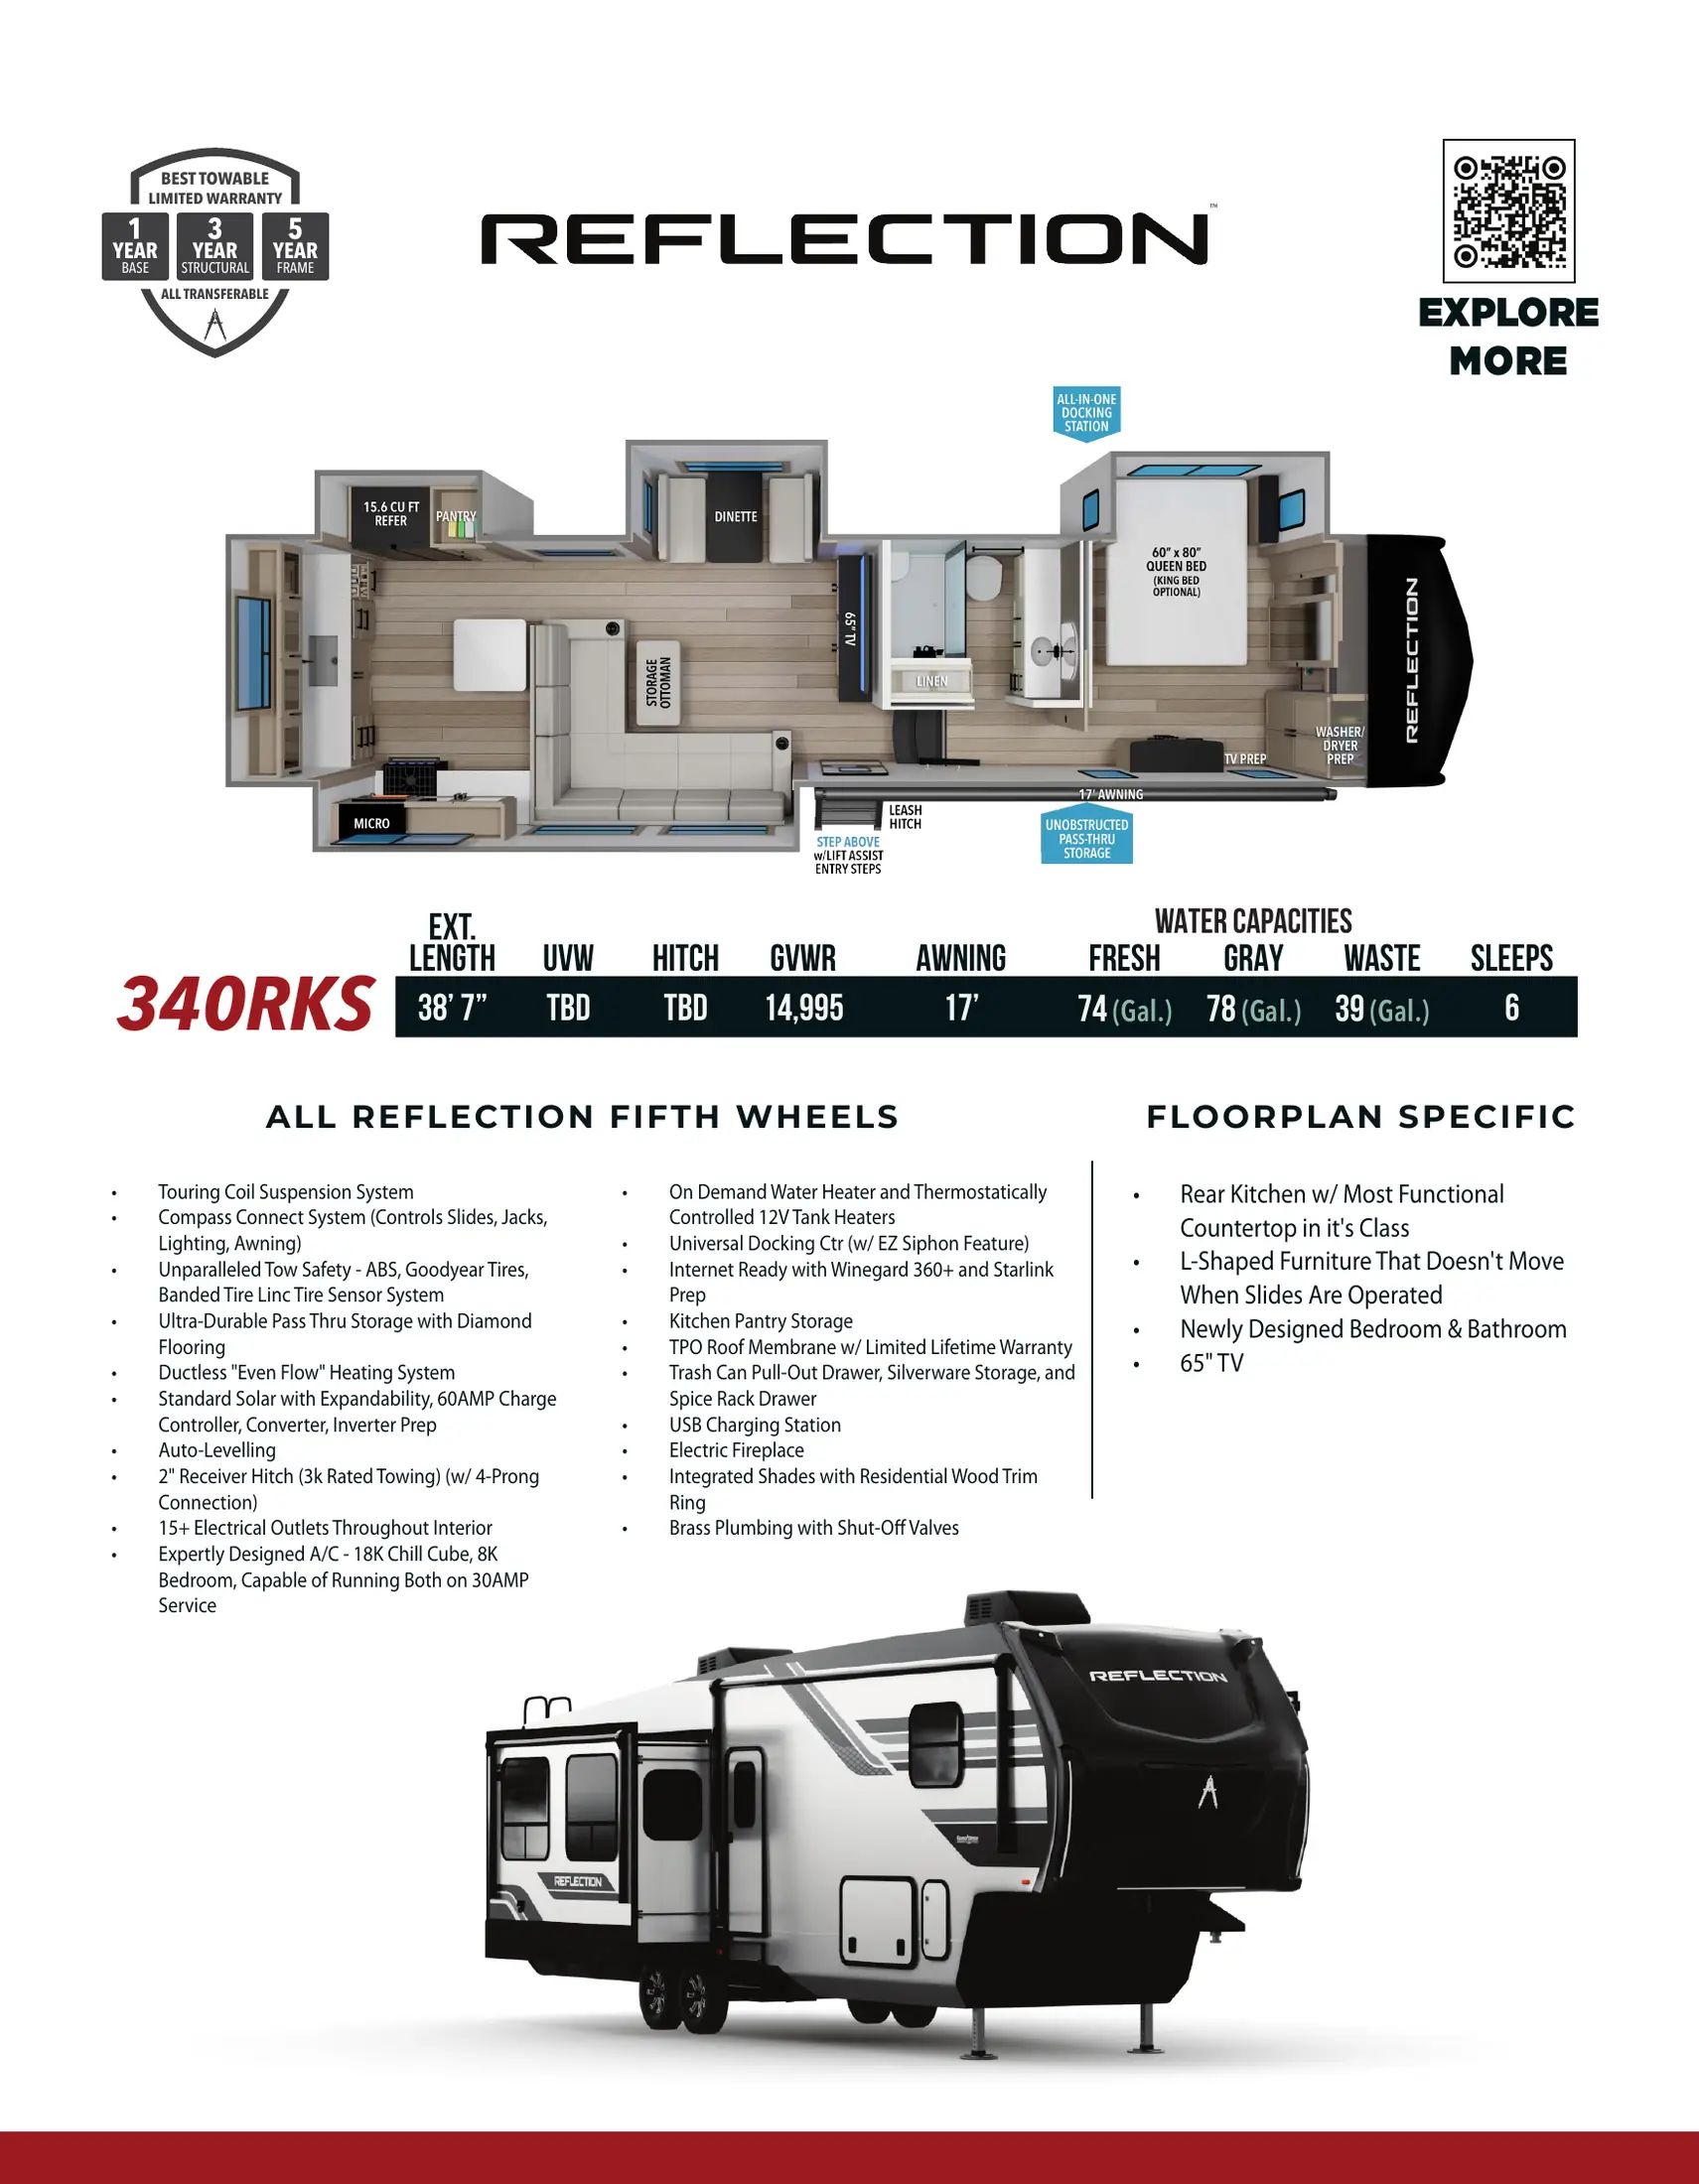 BEST TOWABLE
LIMITED WARRANTY
1 YEAR BASE
3 YEAR STRUCTURAL
5 YEAR FRAME
ALL TRANSFERABLE
REFLECTION™
EXPLORE
MORE
ALL-IN-ONE
DOCKING
STATION
15.6 CU FT
REFER
PANTRY
DINETTE
65" TV
STORAGE
OTTOMAN
LINEN
60” x 80”
QUEEN BED
(KING BED
OPTIONAL)
REFLECTION
WASHER/
DRYER
PREP
TV PREP
MICRO
17’ AWNING
LEASH
HITCH
STEP ABOVE
w/LIFT ASSIST
ENTRY STEPS
UNOBSTRUCTED
PASS-THRU
STORAGE
WATER CAPACITIES
EXT. LENGTH UVW HITCH GVWR AWNING FRESH GRAY WASTE SLEEPS
340RKS 38’ 7” TBD TBD 14,995 17’ 74 (Gal.) 78 (Gal.) 39 (Gal.) 6
ALL REFLECTION FIFTH WHEELS
• Touring Coil Suspension System
• Compass Connect System (Controls Slides, Jacks,
Lighting, Awning)
• Unparalleled Tow Safety - ABS, Goodyear Tires,
Banded Tire Linc Tire Sensor System
• Ultra-Durable Pass Thru Storage with Diamond
Flooring
• Ductless "Even Flow" Heating System
• Standard Solar with Expandability, 60AMP Charge
Controller, Converter, Inverter Prep
• Auto-Levelling
• 2" Receiver Hitch (3k Rated Towing) (w/ 4-Prong
Connection)
• 15+ Electrical Outlets Throughout Interior
• Expertly Designed A/C - 18K Chill Cube, 8K
Bedroom, Capable of Running Both on 30AMP
Service
• On Demand Water Heater and Thermostatically
Controlled 12V Tank Heaters
• Universal Docking Ctr (w/ EZ Siphon Feature)
• Internet Ready with Winegard 360+ and Starlink
Prep
• Kitchen Pantry Storage
• TPO Roof Membrane w/ Limited Lifetime Warranty
• Trash Can Pull-Out Drawer, Silverware Storage, and
Spice Rack Drawer
• USB Charging Station
• Electric Fireplace
• Integrated Shades with Residential Wood Trim
Ring
• Brass Plumbing with Shut-Off Valves
FLOORPLAN SPECIFIC
• Rear Kitchen w/ Most Functional
Countertop in it's Class
• L-Shaped Furniture That Doesn't Move
When Slides Are Operated
• Newly Designed Bedroom & Bathroom
• 65" TV
REFLECTION
REFLECTION